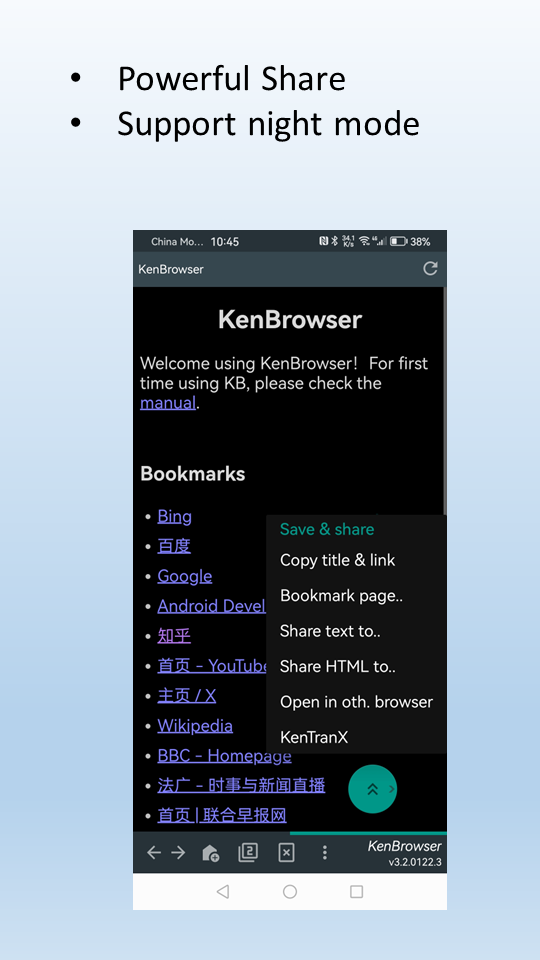 • Powerful Share
• Support night mode
China Mo... 10:45 34.1 K/s 38%
KenBrowser
KenBrowser
Welcome using KenBrowser! For first
time using KB, please check the
manual.
Bookmarks
• Bing
• 百度
• Google
• Android Devel
• 知乎
• 首页 - YouTube
• 主页 / X
• Wikipedia
• BBC - Homepage
• 法广 - 时事与新闻直播
• 首页 | 联合早报网
Save & share
Copy title & link
Bookmark page..
Share text to..
Share HTML to..
Open in oth. browser
KenTranX
2
KenBrowser
v3.2.0122.3